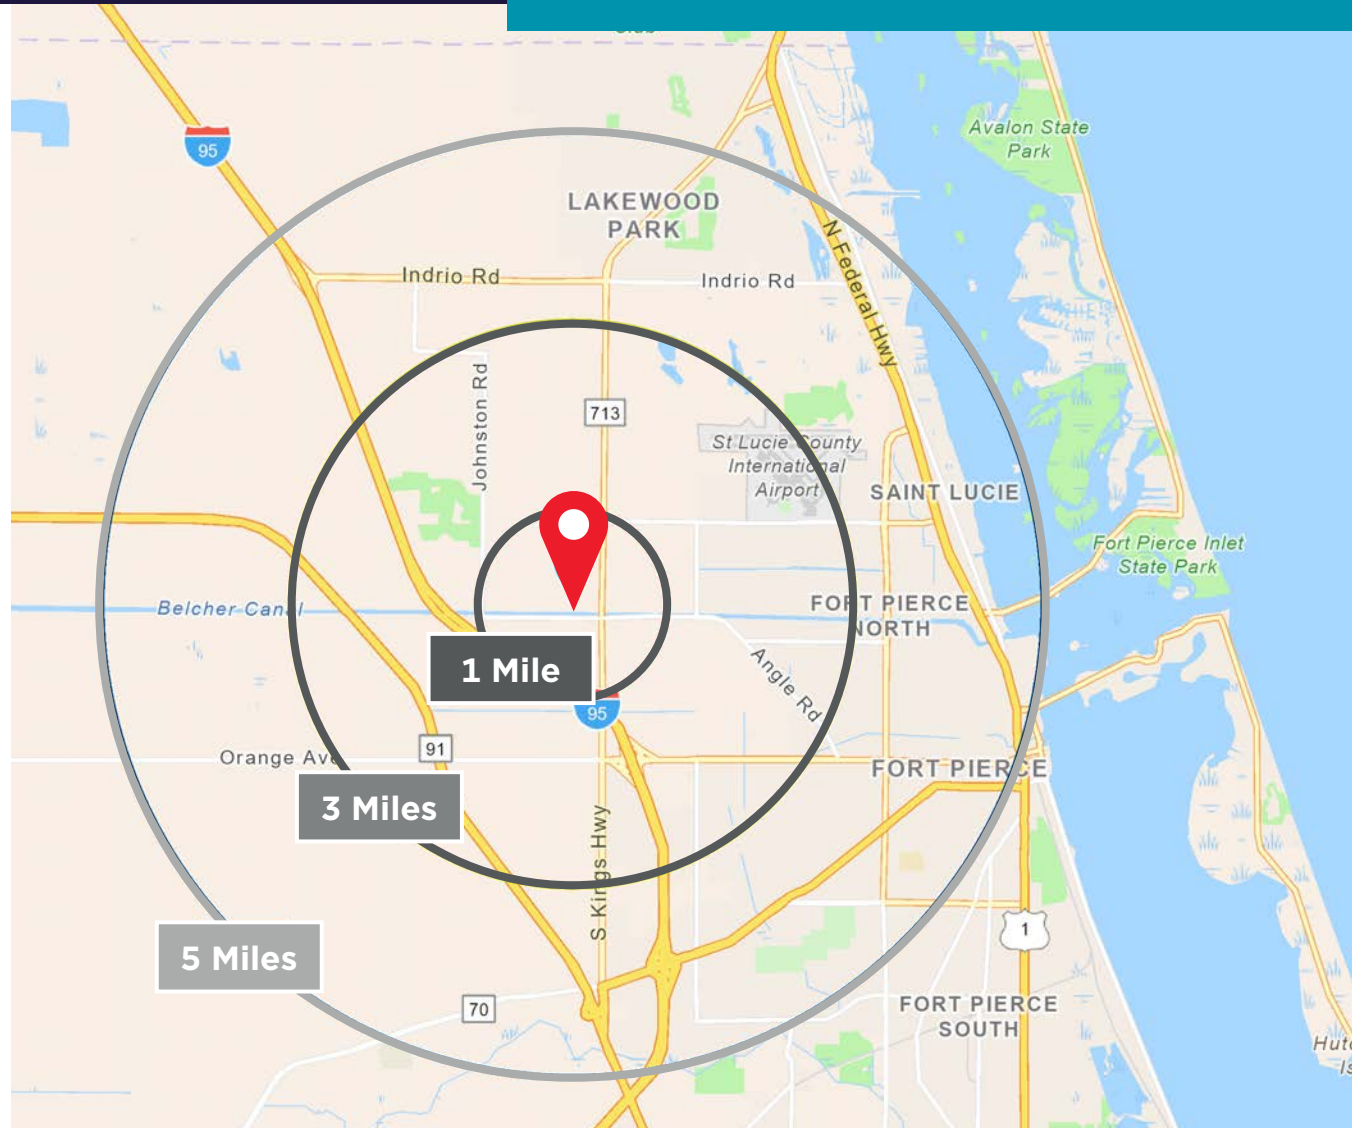 95
Avalon State
Park
LAKEWOOD
PARK
Indrio Rd
Indrio Rd
N Federal Hwy
Johnston Rd
713
St Lucie County
International
Airport
SAINT LUCIE
Fort Pierce Inlet
State Park
Belcher Canal
FORT PIERCE
NORTH
1 Mile
Angle Rd
95
91
Orange Ave
FORT PIERCE
3 Miles
S Kings Hwy
1
5 Miles
70
FORT PIERCE
SOUTH